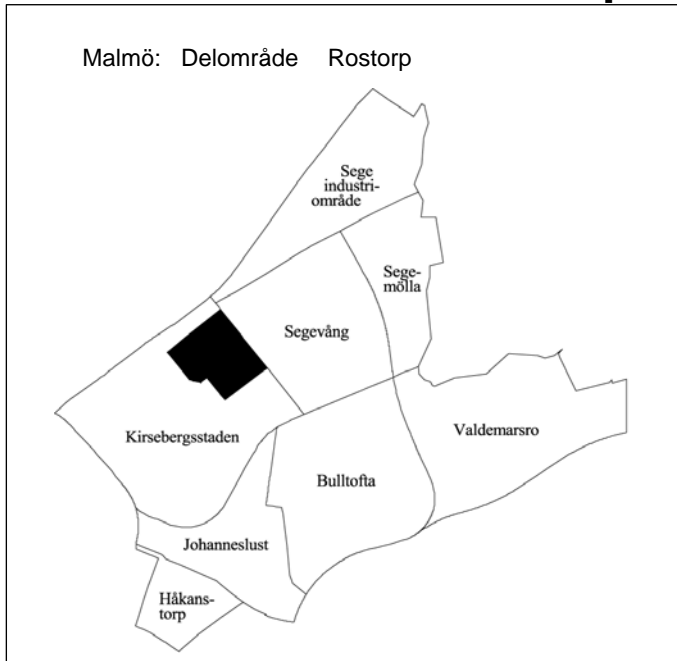 Malmö: Delområde Rostorp
Sege
industri-
område
Sege-
mölla
Segevång
Kirsebergsstaden
Valdemarsro
Bulltofta
Johanneslust
Håkans-
torp